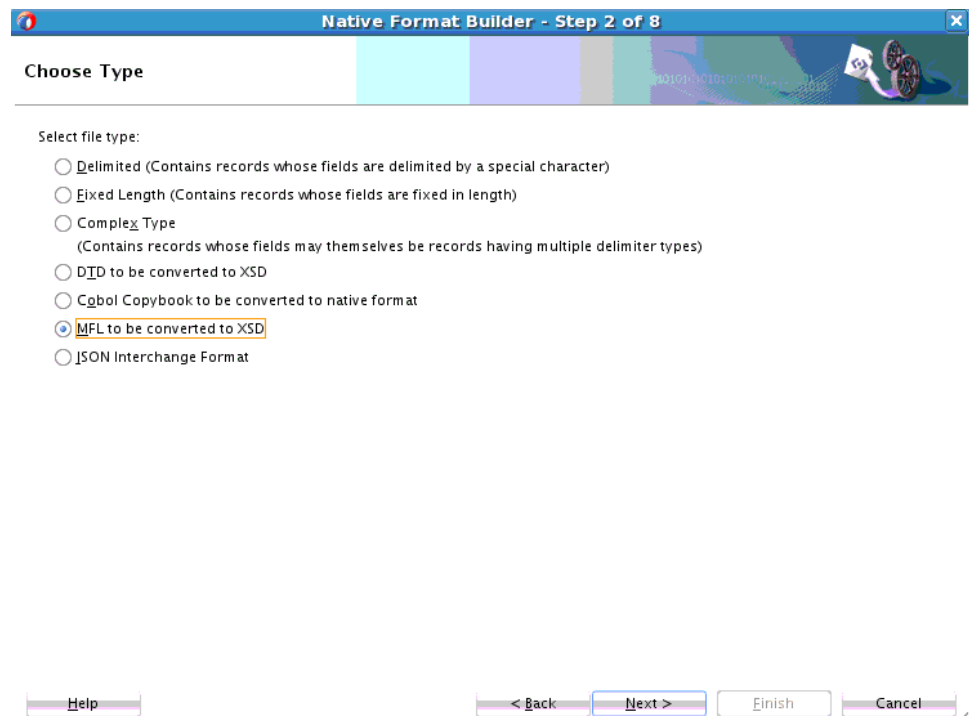 Native Format Builder - Step 2 of 8
Choose Type
Select file type:
Delimited (Contains records whose fields are delimited by a special character)
Fixed Length (Contains records whose fields are fixed in length)
Complex Type
(Contains records whose fields may themselves be records having multiple delimiter types)
DTD to be converted to XSD
Cobol Copybook to be converted to native format
MFL to be converted to XSD
JSON Interchange Format
Help
< Back
Next >
Finish
Cancel